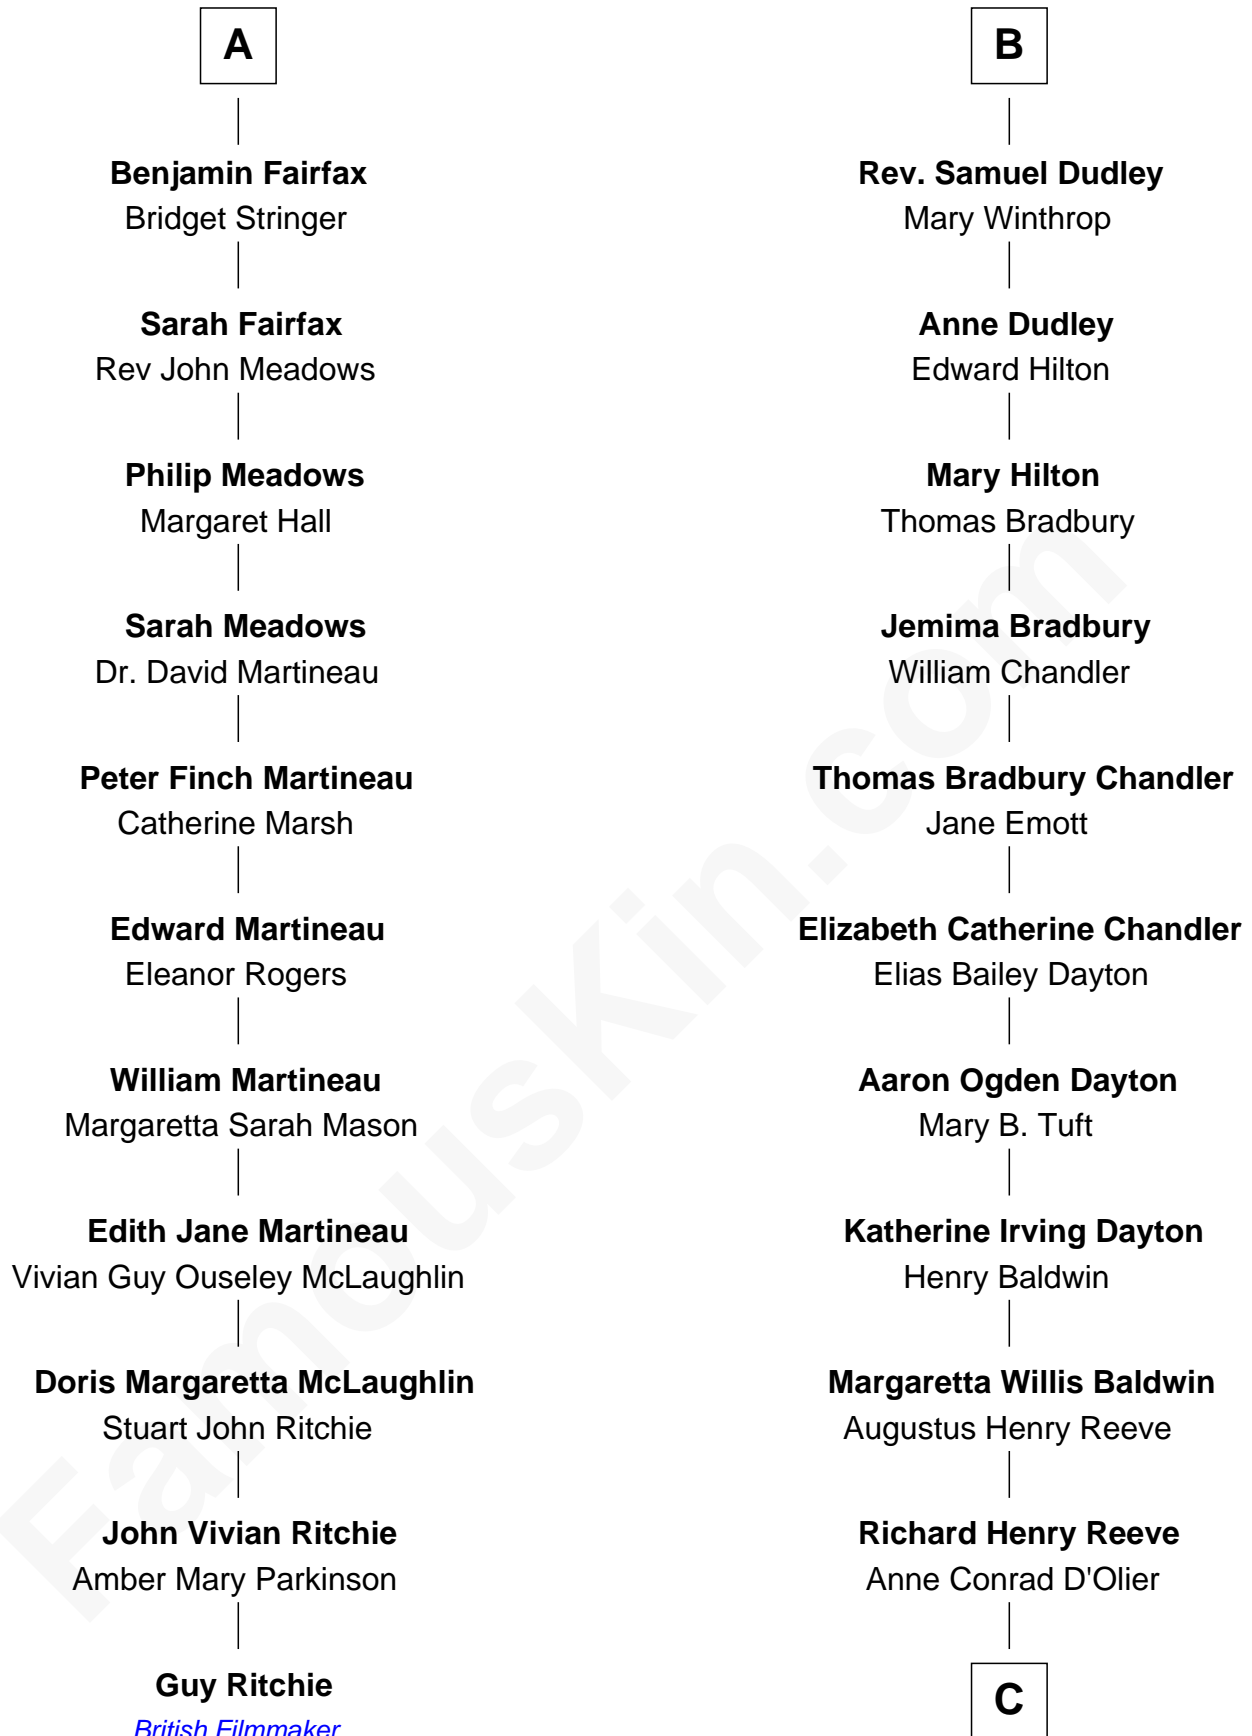 A
Benjamin Fairfax
Bridget Stringer
Sarah Fairfax
Rev John Meadows
Philip Meadows
Margaret Hall
Sarah Meadows
Dr. David Martineau
Peter Finch Martineau
Catherine Marsh
Edward Martineau
Eleanor Rogers
William Martineau
Margaretta Sarah Mason
Edith Jane Martineau
Vivian Guy Ouseley McLaughlin
Doris Margaretta McLaughlin
Stuart John Ritchie
John Vivian Ritchie
Amber Mary Parkinson
Guy Ritchie
British Filmmaker
B
Rev. Samuel Dudley
Mary Winthrop
Anne Dudley
Edward Hilton
Mary Hilton
Thomas Bradbury
Jemima Bradbury
William Chandler
Thomas Bradbury Chandler
Jane Emott
Elizabeth Catherine Chandler
Elias Bailey Dayton
Aaron Ogden Dayton
Mary B. Tuft
Katherine Irving Dayton
Henry Baldwin
Margaretta Willis Baldwin
Augustus Henry Reeve
Richard Henry Reeve
Anne Conrad D'Olier
C
FamousKin.com